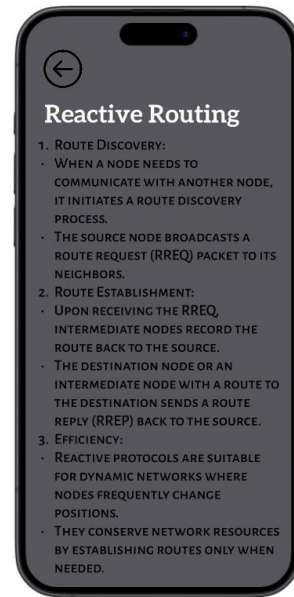 Reactive Routing
1. Route Discovery:
· When a node needs to
communicate with another node,
it initiates a route discovery
process.
· The source node broadcasts a
route request (RREQ) packet to its
neighbors.
2. Route Establishment:
· Upon receiving the RREQ,
intermediate nodes record the
route back to the source.
· The destination node or an
intermediate node with a route to
the destination sends a route
reply (RREP) back to the source.
3. Efficiency:
· Reactive protocols are suitable
for dynamic networks where
nodes frequently change
positions.
· They conserve network resources
by establishing routes only when
needed.